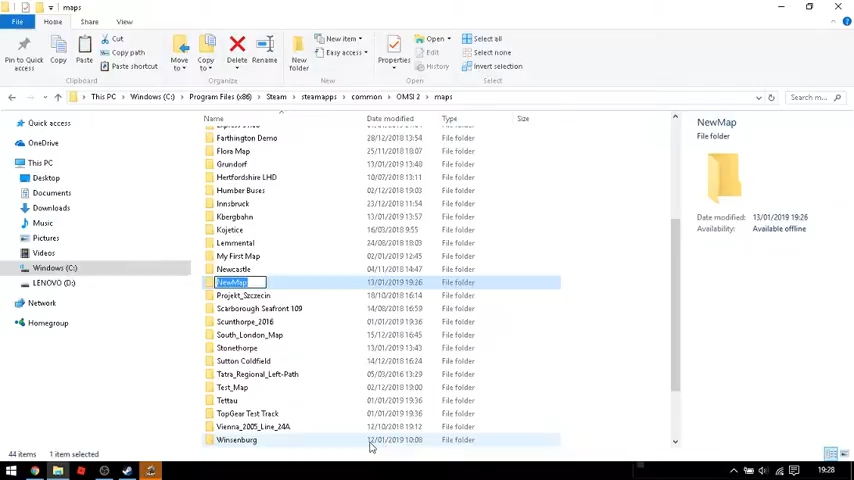 maps
File Home Share View
Pin to Quick access
Copy
Paste
Cut
Copy path
Paste shortcut
Move to
Copy to
Delete
Rename
New folder
New item
Easy access
Properties
Open
Edit
History
Select all
Select none
Invert selection
Clipboard
Organize
New
Open
Select
This PC > Windows (C:) > Program Files (x86) > Steam > steamapps > common > OMSI 2 > maps
Search m...
Quick access
OneDrive
This PC
Desktop
Documents
Downloads
Music
Pictures
Videos
Windows (C:)
LENOVO (D:)
Network
Homegroup
Name Date modified Type Size
Farthington Demo 28/12/2018 13:54 File folder
Flora Map 25/11/2018 18:07 File folder
Grundorf 13/01/2019 13:48 File folder
Hertfordshire LHD 10/07/2018 13:11 File folder
Humber Buses 23/12/2018 19:03 File folder
Innsbruck 23/12/2018 11:54 File folder
Kbergbahn 13/01/2019 13:57 File folder
Kojetice File folder
Lemmental 24/08/2018 18:03 File folder
My First Map 02/01/2019 12:45 File folder
Newcastle 04/11/2018 14:47 File folder
NewMap 13/01/2019 19:26 File folder
Projekt_Szczecin 18/10/2018 16:14 File folder
Scarborough Seafront 109 14/08/2018 16:59 File folder
Scunthorpe_2016 01/01/2019 19:36 File folder
South_London_Map 15/12/2018 16:45 File folder
Stonethorpe 13/01/2019 13:43 File folder
Sutton Coldfield 14/12/2018 16:24 File folder
Tatra_Regional_Left-Path 05/03/2016 13:29 File folder
Test_Map 02/12/2018 19:00 File folder
Tettau 01/01/2019 19:36 File folder
TopGear Test Track 01/01/2019 19:36 File folder
Vienna_2005_Line_24A 12/10/2018 19:12 File folder
Winsenburg 12/01/2019 10:08 File folder
NewMap
File folder
Date modified: 13/01/2019 19:26
Availability: Available offline
44 items 1 item selected
19:28